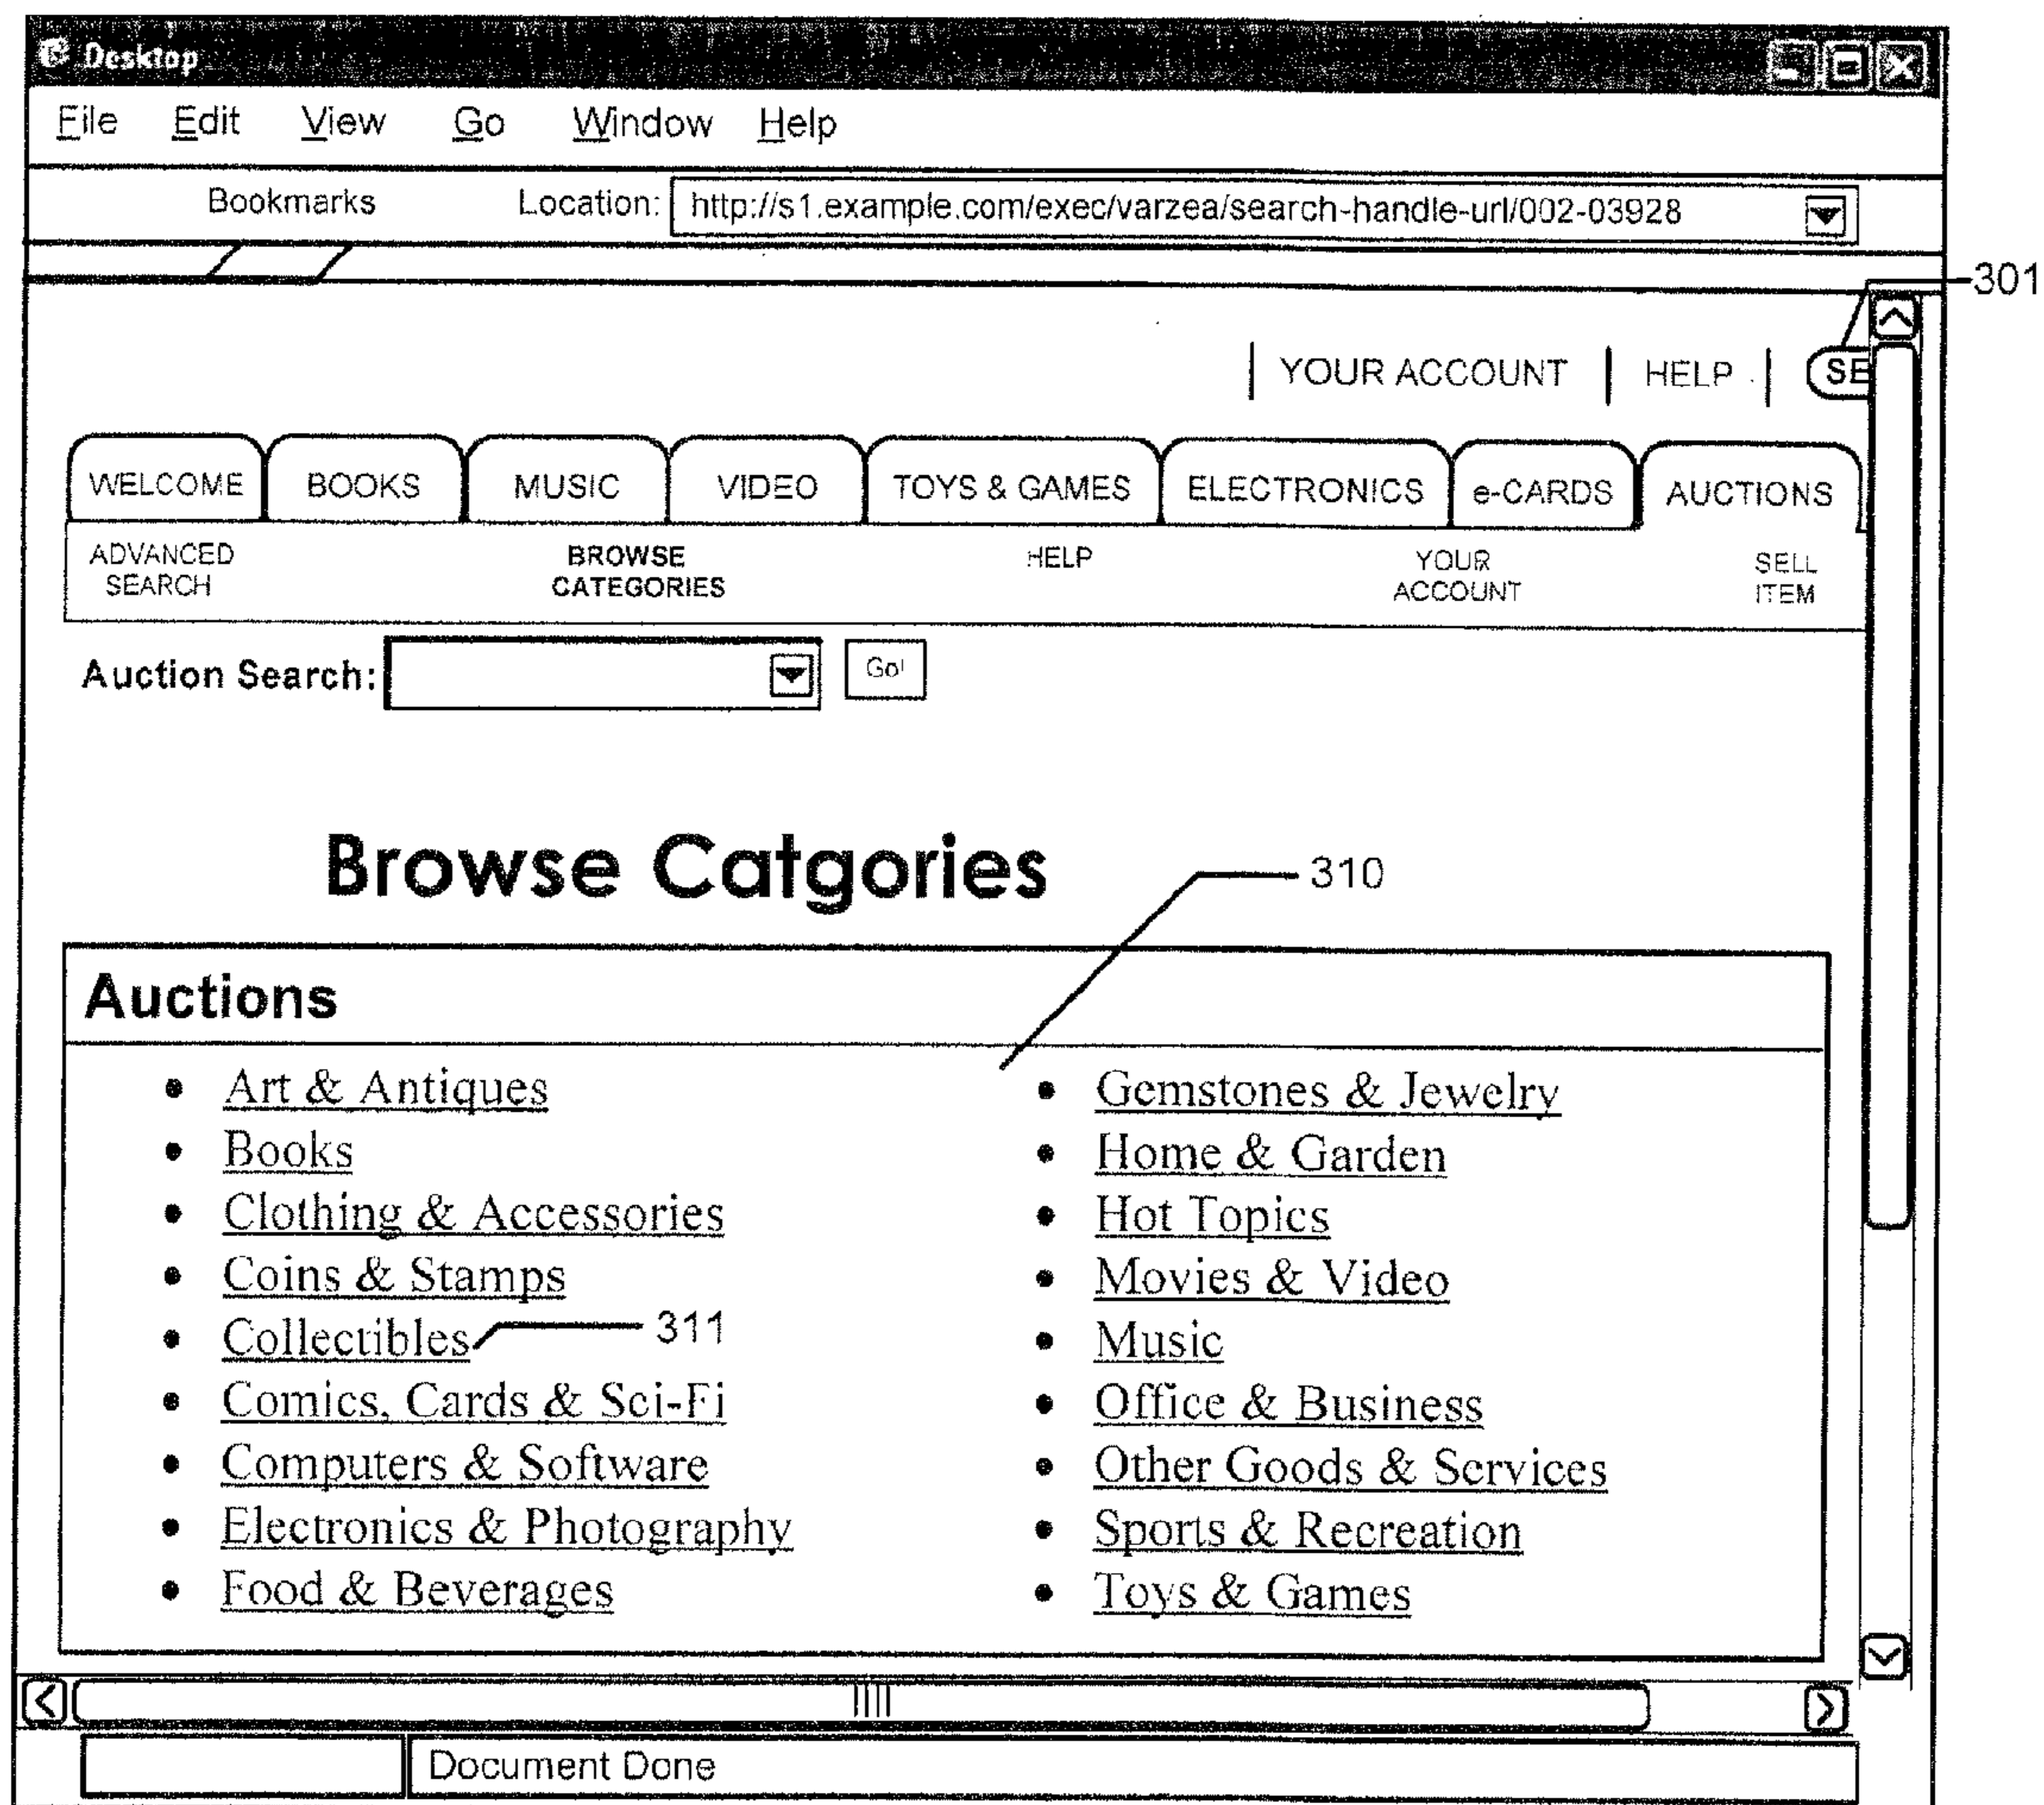 Desktop
File Edit View Go Window Help
Bookmarks Location: http://s1.example.com/exec/varzea/search-handle-url/002-03928
301
YOUR ACCOUNT HELP SE
WELCOME BOOKS MUSIC VIDEO TOYS & GAMES ELECTRONICS e-CARDS AUCTIONS
ADVANCED SEARCH BROWSE CATEGORIES HELP YOUR ACCOUNT SELL ITEM
Auction Search: Go!
Browse Catgories
310
Auctions
• Art & Antiques
• Books
• Clothing & Accessories
• Coins & Stamps
• Collectibles 311
• Comics, Cards & Sci-Fi
• Computers & Software
• Electronics & Photography
• Food & Beverages
• Gemstones & Jewelry
• Home & Garden
• Hot Topics
• Movies & Video
• Music
• Office & Business
• Other Goods & Services
• Sports & Recreation
• Toys & Games
Document Done